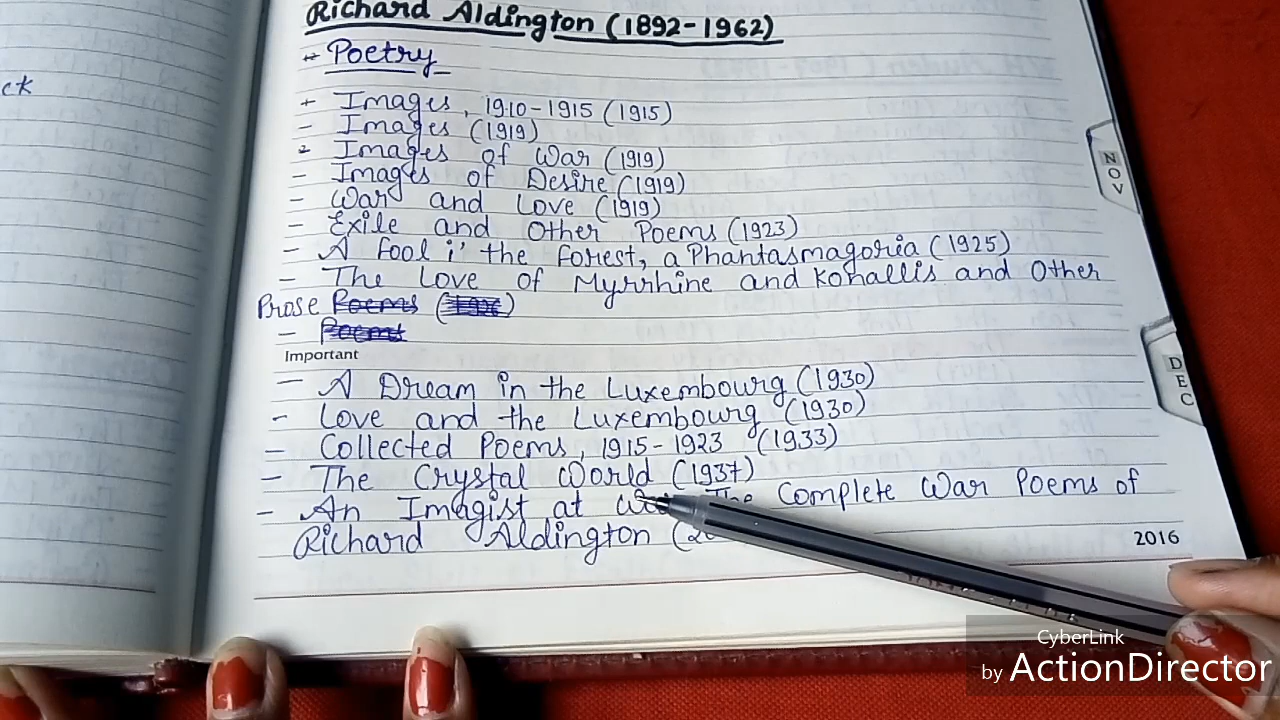 ck
Richard Aldington (1892-1962)
Poetry
Images, 1910-1915 (1915)
- Images (1919)
- Images of War (1919)
- Images of Desire (1919)
- War and Love (1919)
- Exile and Other Poems (1923)
- A Fool i' the Forest, a Phantasmagoria (1925)
- The Love of Myrrhine and Konallis and Other
Prose Poems
- Poems
Important
- A Dream in the Luxembourg (1930)
- Love and the Luxembourg (1930)
- Collected Poems, 1915-1923 (1933)
- The Crystal World (1937)
- An Imagist at The Complete War Poems of
Richard Aldington
2016
NOV
DEC
CyberLink
by ActionDirector